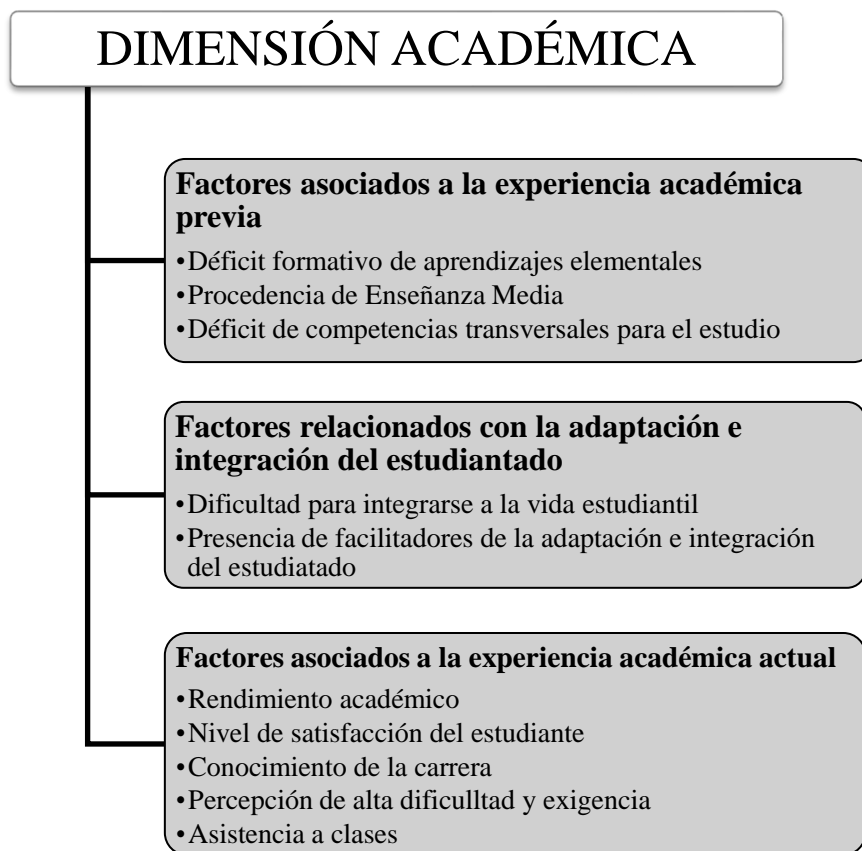 DIMENSIÓN ACADÉMICA
Factores asociados a la experiencia académica
previa
•Déficit formativo de aprendizajes elementales
•Procedencia de Enseñanza Media
•Déficit de competencias transversales para el estudio
Factores relacionados con la adaptación e
integración del estudiantado
•Dificultad para integrarse a la vida estudiantil
•Presencia de facilitadores de la adaptación e integración
del estudiatado
Factores asociados a la experiencia académica actual
•Rendimiento académico
•Nivel de satisfacción del estudiante
•Conocimiento de la carrera
•Percepción de alta dificulltad y exigencia
•Asistencia a clases